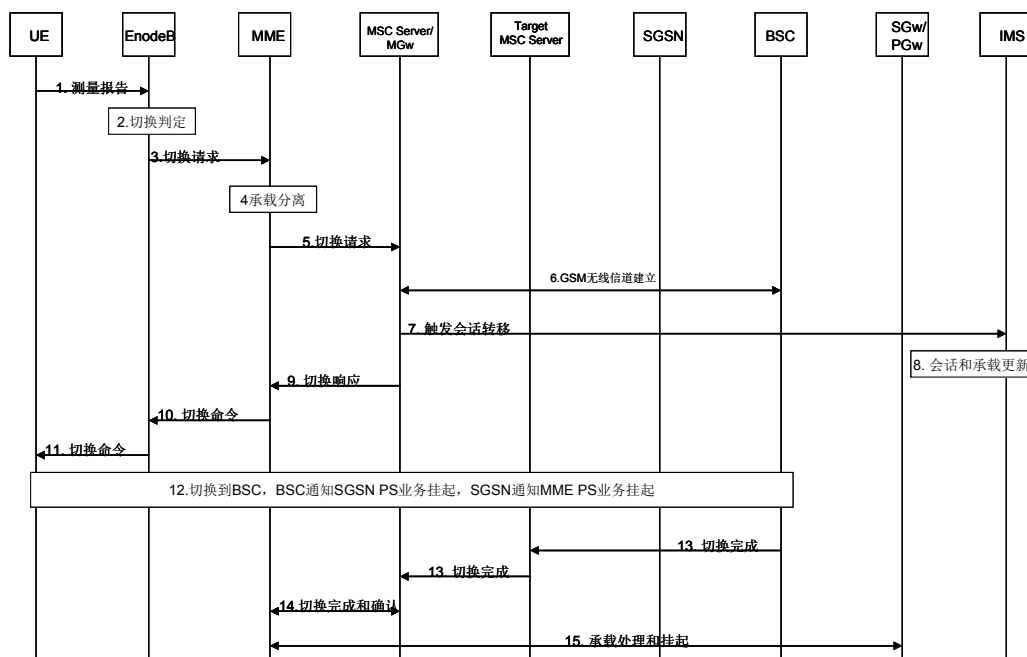 UE
EnodeB
MME
MSC Server/
MGw
Target
MSC Server
SGSN
BSC
SGw/
PGw
IMS
1. 测量报告
2.切换判定
3.切换请求
4承载分离
5.切换请求
6.GSM无线信道建立
7. 触发会话转移
8. 会话和承载更新
9. 切换响应
10. 切换命令
11. 切换命令
12.切换到BSC，BSC通知SGSN PS业务挂起，SGSN通知MME PS业务挂起
13. 切换完成
13. 切换完成
14.切换完成和确认
15. 承载处理和挂起